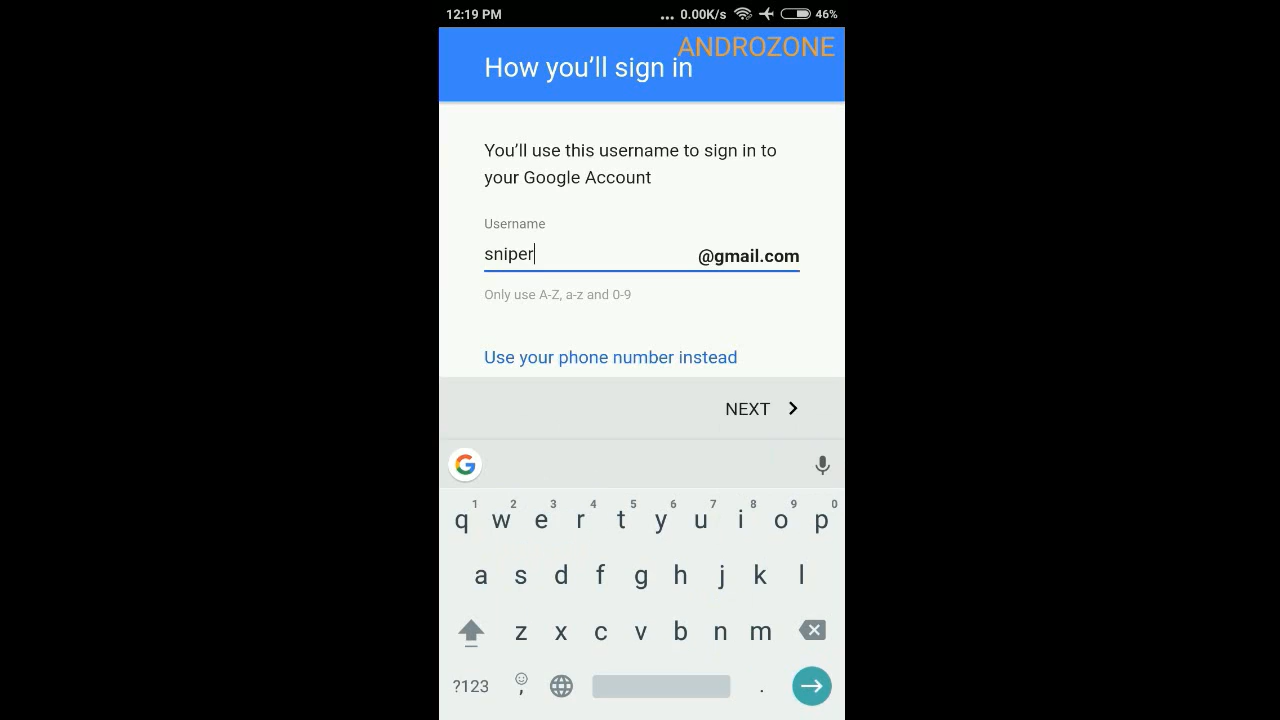 12:19 PM ... 0.00K/s 46%
ANDROZONE
How you’ll sign in
You’ll use this username to sign in to
your Google Account
Username
sniper @gmail.com
Only use A-Z, a-z and 0-9
Use your phone number instead
NEXT
G
1 2 3 4 5 6 7 8 9 0
q w e r t y u i o p
a s d f g h j k l
z x c v b n m
?123 , .